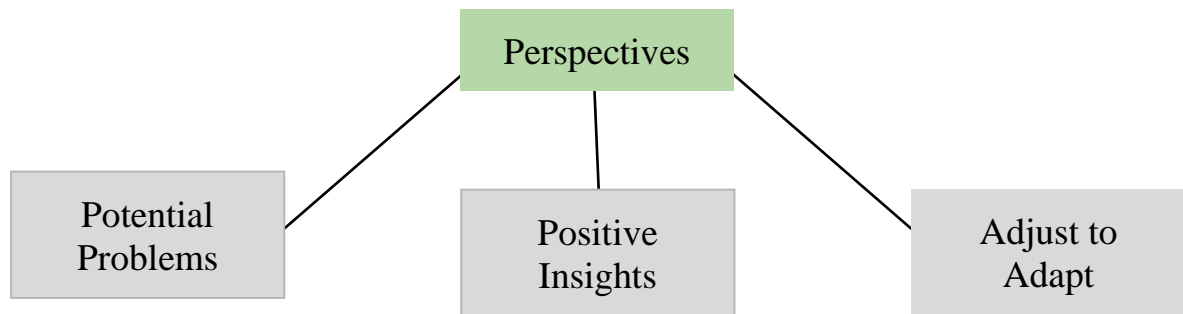 Perspectives
Potential
Problems
Positive
Insights
Adjust to
Adapt